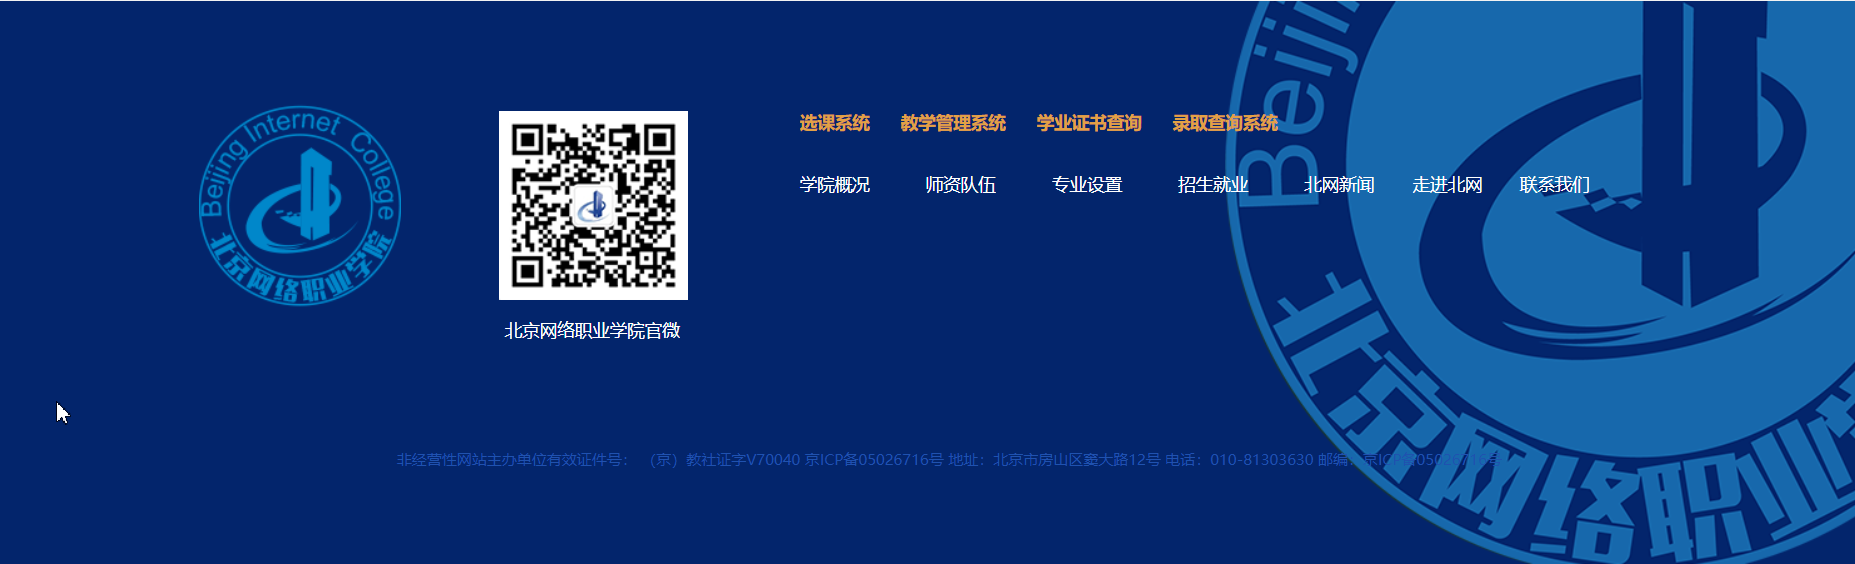 Beijing Internet College
北京网络职业学院
北京网络职业学院官微
选课系统 教学管理系统 学业证书查询 录取查询系统
学院概况 师资队伍 专业设置 招生就业 北网新闻 走进北网 联系我们
非经营性网站主办单位有效证件号： （京）教社证字V70040 京ICP备05026716号 地址：北京市房山区窦大路12号 电话：010-81303630 邮编：京ICP备05026716号
Beiji
北京网络职业